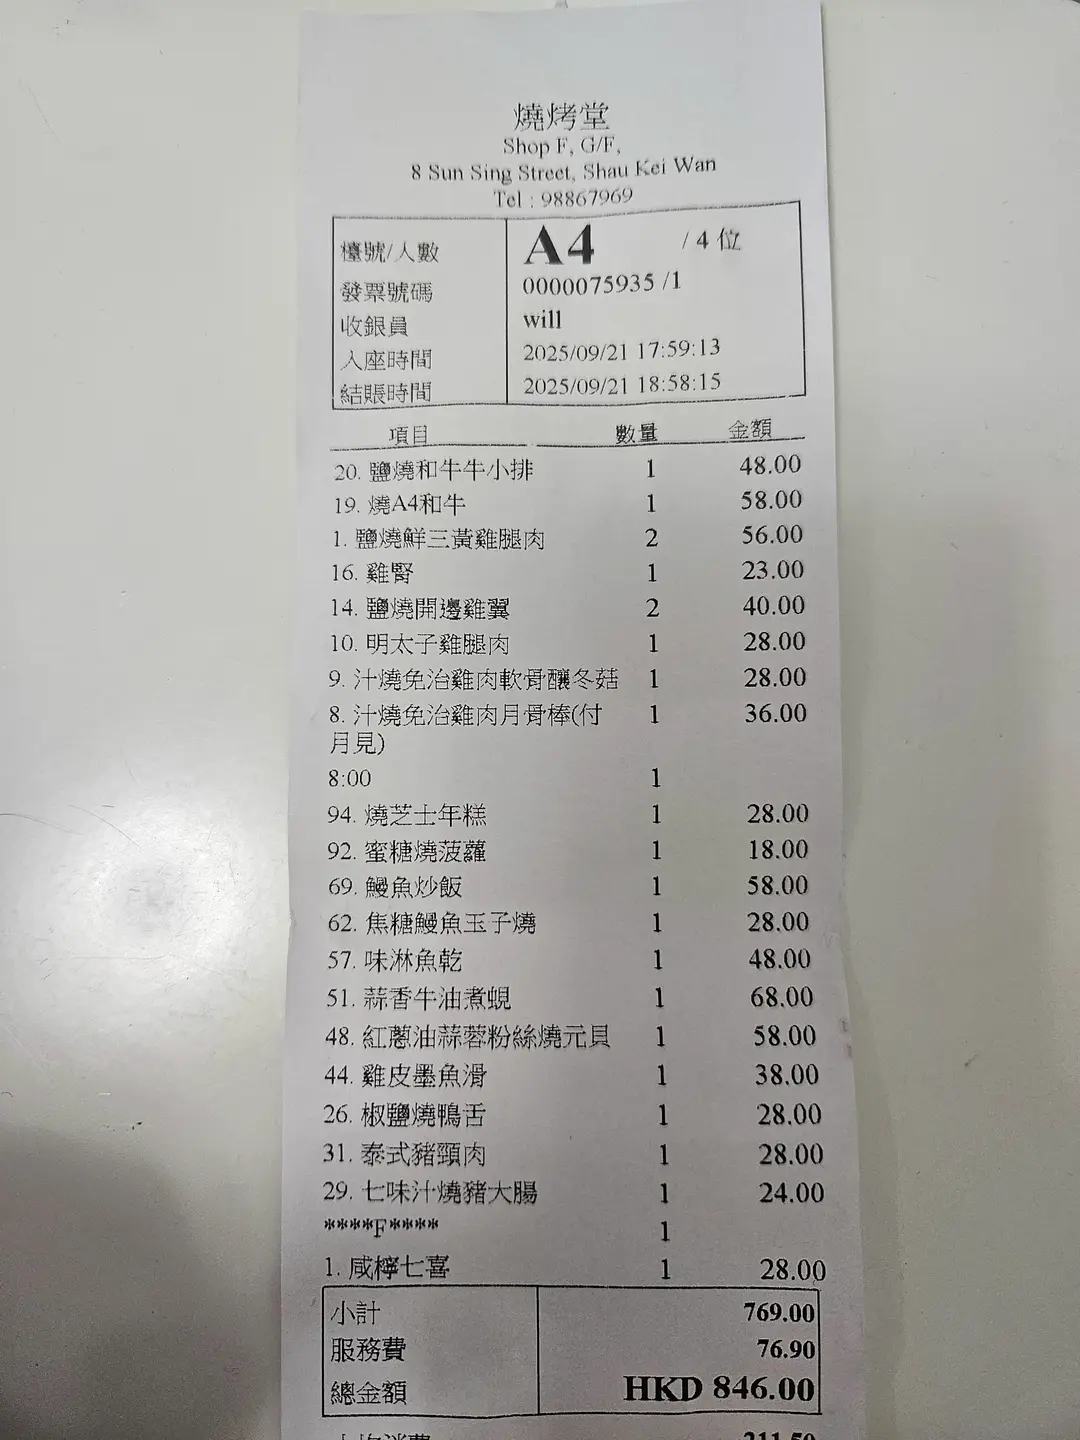 燒烤堂
Shop F, G/F,
8 Sun Sing Street, Shau Kei Wan
Tel : 98867969
檯號/人數 A4 / 4 位
發票號碼 0000075935 /1
收銀員 will
入座時間 2025/09/21 17:59:13
結賬時間 2025/09/21 18:58:15
項目 數量 金額
20. 鹽燒和牛牛小排 1 48.00
19. 燒A4和牛 1 58.00
1. 鹽燒鮮三黃雞腿肉 2 56.00
16. 雞腎 1 23.00
14. 鹽燒開邊雞翼 2 40.00
10. 明太子雞腿肉 1 28.00
9. 汁燒免治雞肉軟骨釀冬菇 1 28.00
8. 汁燒免治雞肉月骨棒(付 1 36.00
月見)
8:00 1
94. 燒芝士年糕 1 28.00
92. 蜜糖燒菠蘿 1 18.00
69. 鰻魚炒飯 1 58.00
62. 焦糖鰻魚玉子燒 1 28.00
57. 味淋魚乾 1 48.00
51. 蒜香牛油煮蜆 1 68.00
48. 紅蔥油蒜蓉粉絲燒元貝 1 58.00
44. 雞皮墨魚滑 1 38.00
26. 椒鹽燒鴨舌 1 28.00
31. 泰式豬頸肉 1 28.00
29. 七味汁燒豬大腸 1 24.00
****F**** 1
1. 咸檸七喜 1 28.00
小計 769.00
服務費 76.90
總金額 HKD 846.00
211.50